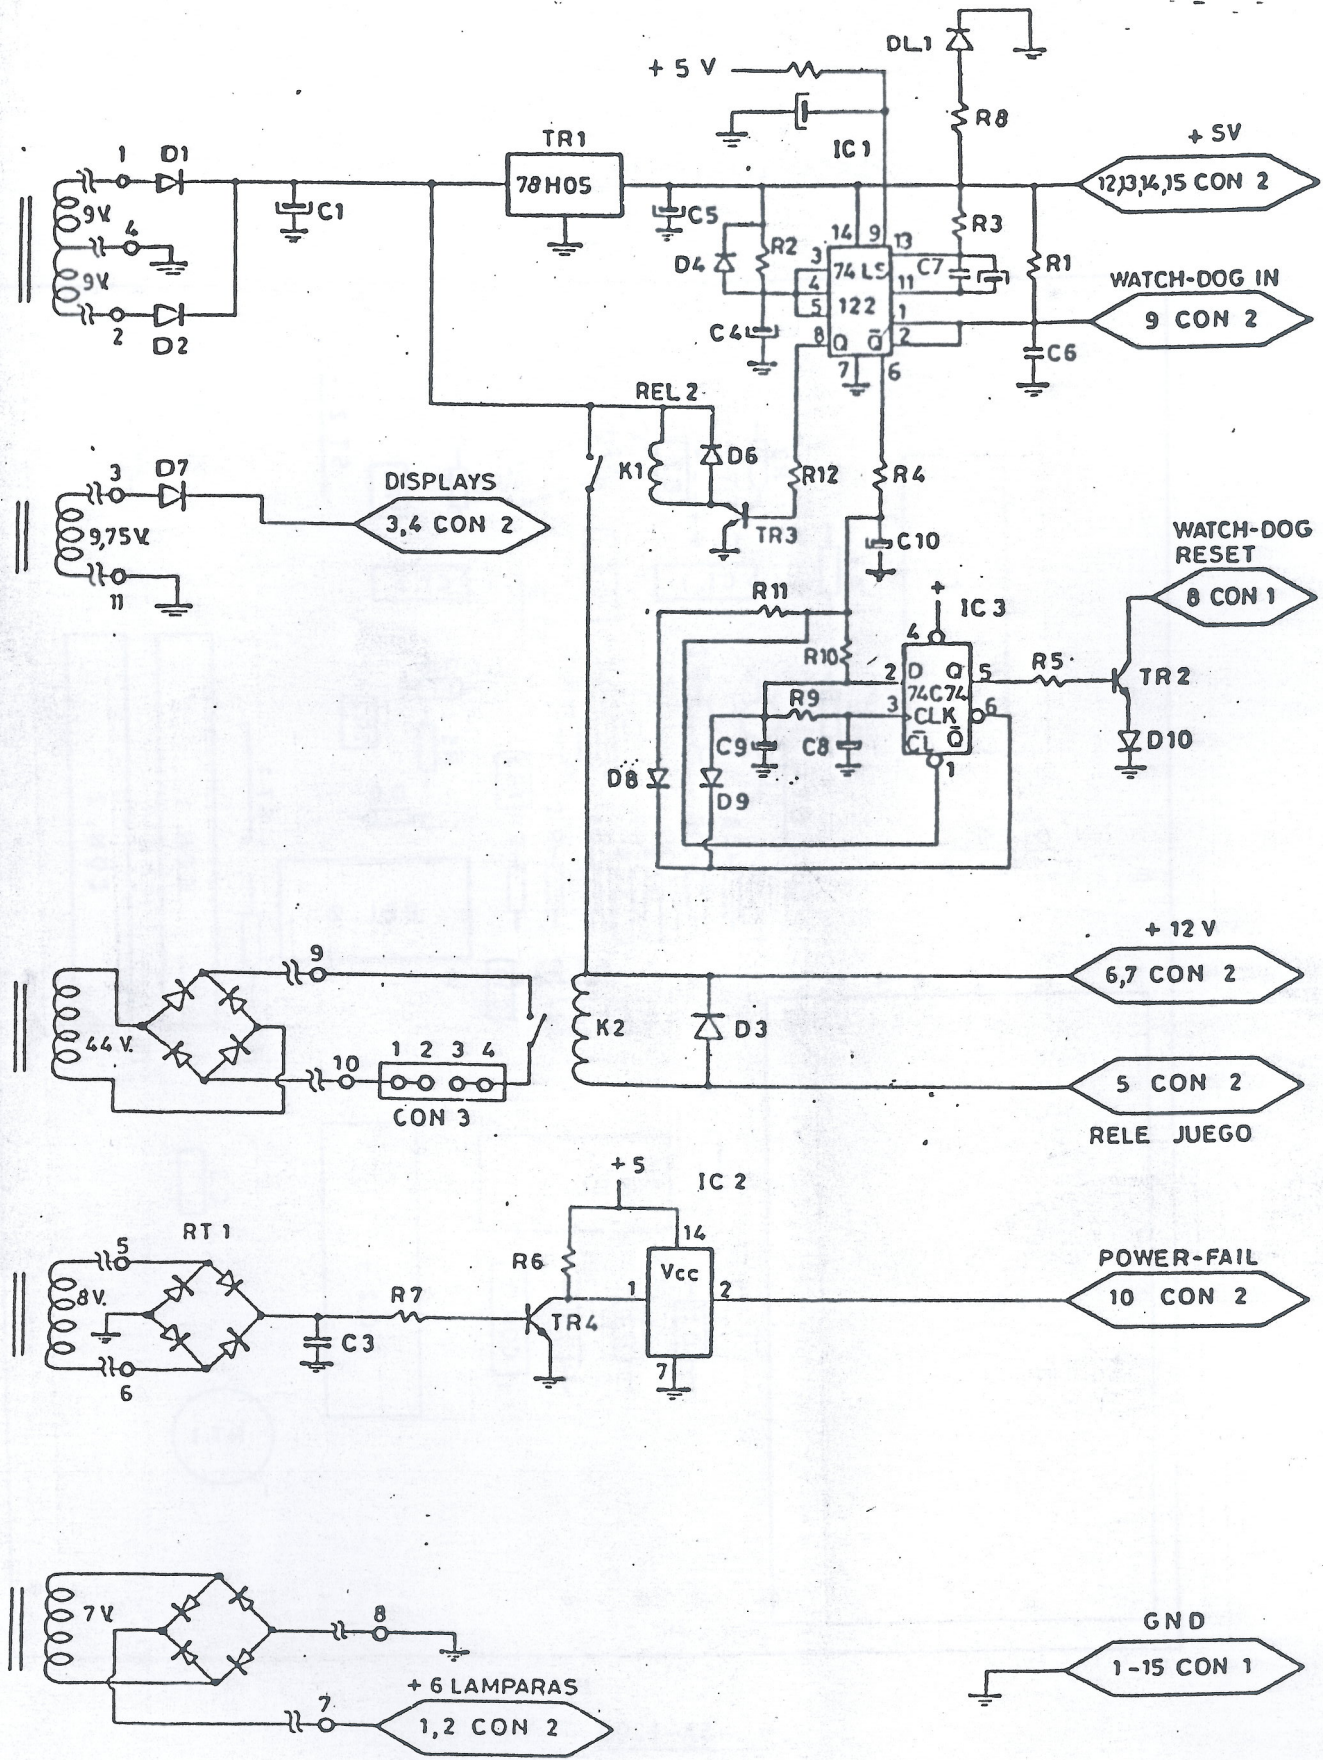 DL1
+ 5 V
R8
TR1
IC 1
+ 5V
1
D1
78H05
12,13,14,15 CON 2
9V.
C1
C5
R3
4
14
9
13
R2
3
D4
74LS
C7
R1
9V.
4
11
WATCH-DOG IN
5
122
1
9 CON 2
2
D2
C4
8
Q
Q̅
2
C6
7
6
REL 2
3
D7
K1
D6
R12
R4
DISPLAYS
3,4 CON 2
9,75V.
TR3
C10
WATCH-DOG
RESET
11
R11
+
IC 3
8 CON 1
4
R10
2
D
Q
5
R5
TR2
74C74
R9
3
CLK
6
C9
C8
C̅L̅
Q̅
D10
1
D8
D9
+ 12 V
9
6,7 CON 2
44 V.
K2
D3
1 2 3 4
10
5 CON 2
CON 3
RELE JUEGO
+ 5
IC 2
RT 1
5
14
R6
POWER-FAIL
8V.
Vcc
R7
1
2
10 CON 2
TR4
C3
7
6
7 V.
8
GND
1-15 CON 1
+ 6 LAMPARAS
7
1,2 CON 2